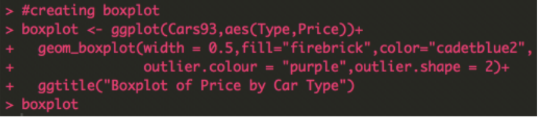 > #creating boxplot
> boxplot <- ggplot(Cars93,aes(Type,Price))+
+   geom_boxplot(width = 0.5,fill="firebrick",color="cadetblue2",
+                outlier.colour = "purple",outlier.shape = 2)+
+   ggtitle("Boxplot of Price by Car Type")
> boxplot